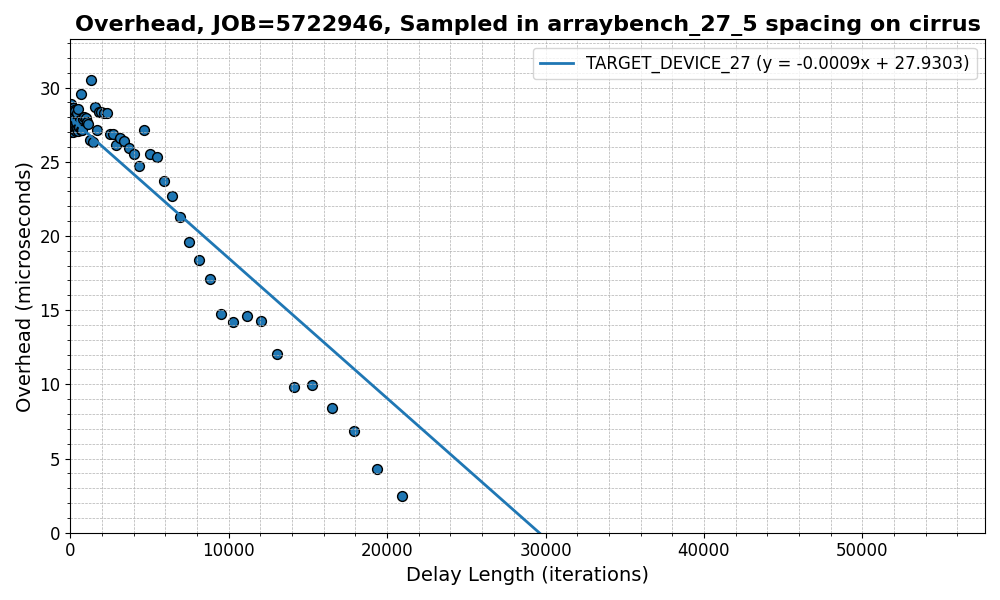 Overhead, JOB=5722946, Sampled in arraybench_27_5 spacing on cirrus
TARGET_DEVICE_27 (y = -0.0009x + 27.9303)
Overhead (microseconds)
30
25
20
15
10
5
0
0 10000 20000 30000 40000 50000
Delay Length (iterations)